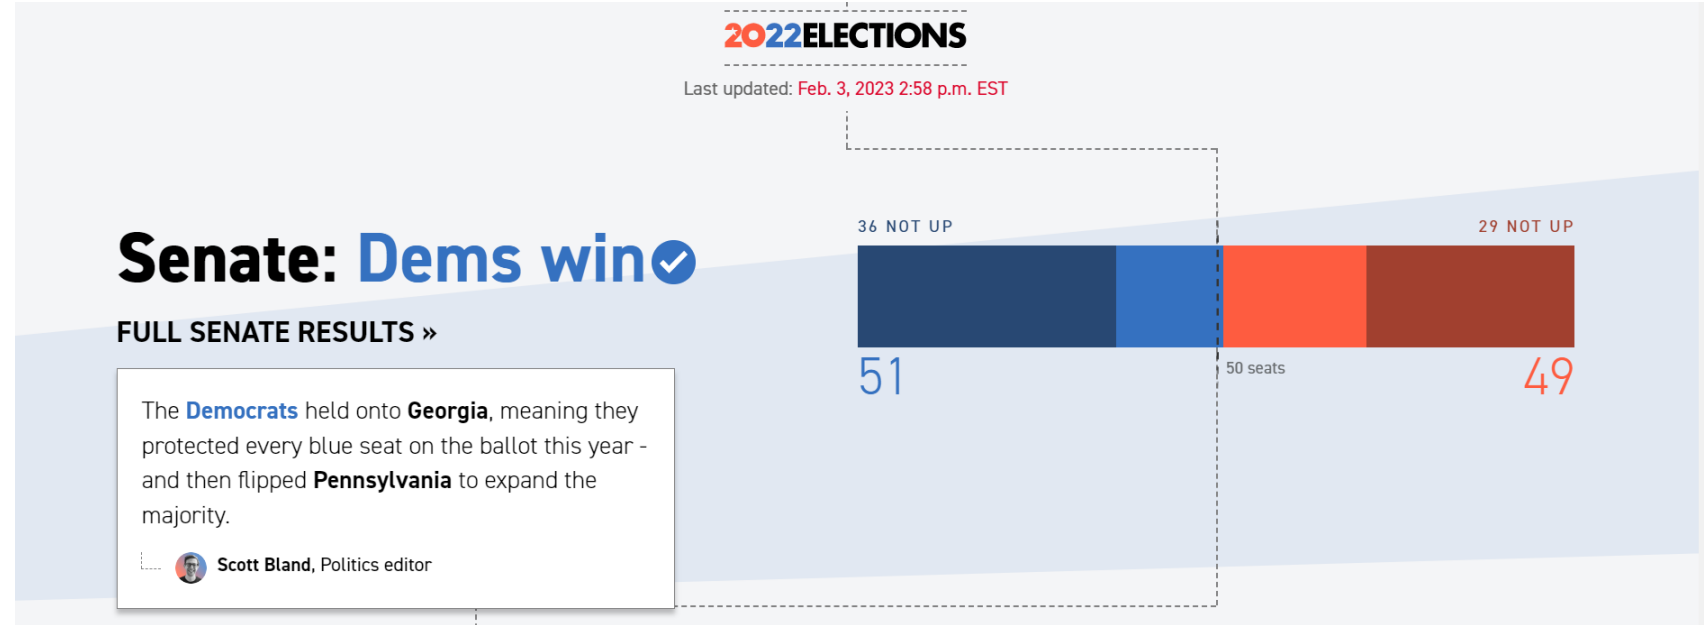 2022ELECTIONS
Last updated: Feb. 3, 2023 2:58 p.m. EST
Senate: Dems win
FULL SENATE RESULTS »
The Democrats held onto Georgia, meaning they
protected every blue seat on the ballot this year -
and then flipped Pennsylvania to expand the
majority.
Scott Bland, Politics editor
36 NOT UP
29 NOT UP
51
50 seats
49